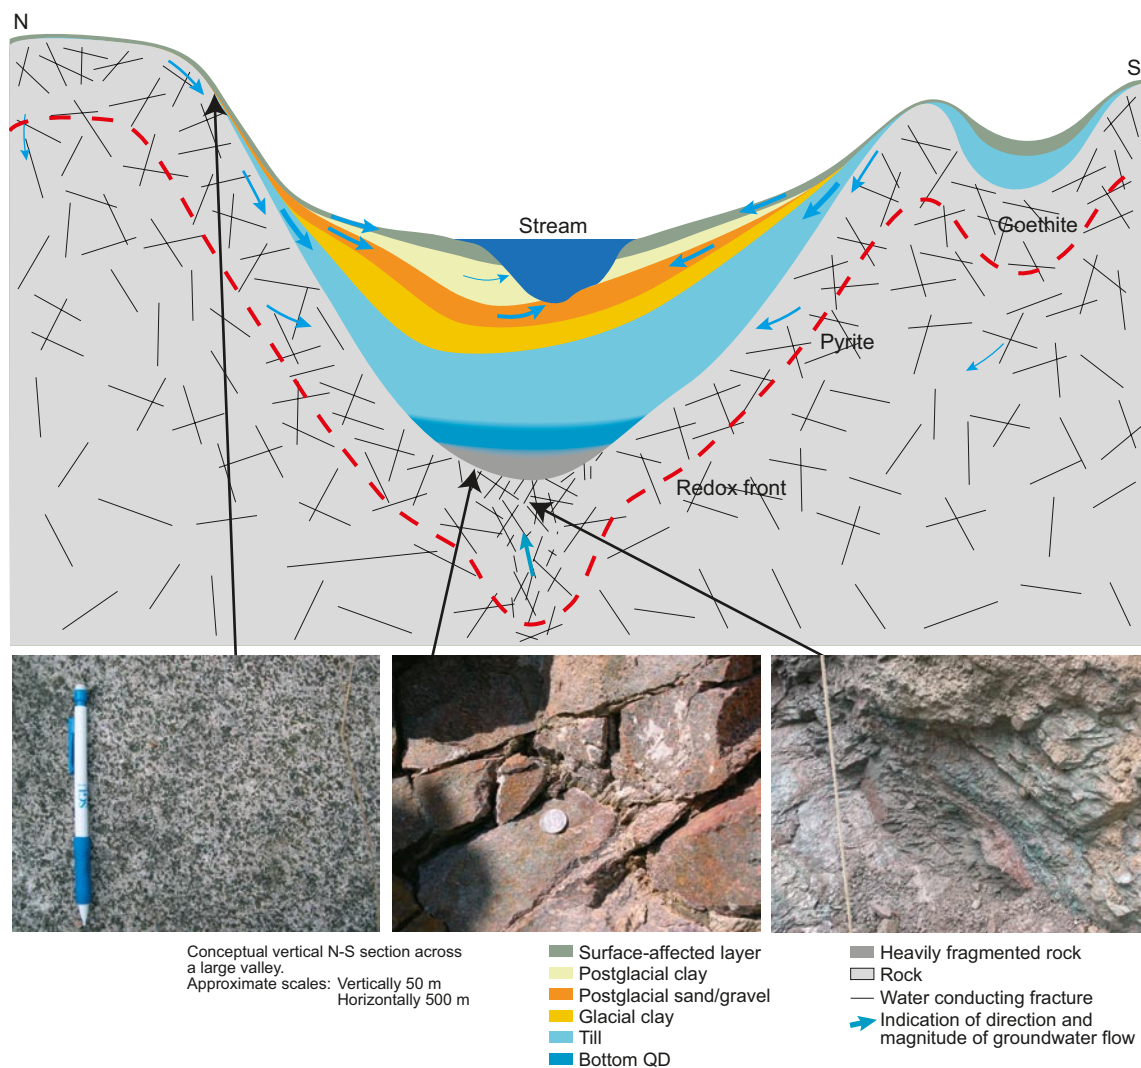 N
S
Stream
Goethite
Pyrite
Redox front
Conceptual vertical N-S section across
a large valley.
Approximate scales: Vertically 50 m
Horizontally 500 m
Surface-affected layer
Postglacial clay
Postglacial sand/gravel
Glacial clay
Till
Bottom QD
Heavily fragmented rock
Rock
Water conducting fracture
Indication of direction and
magnitude of groundwater flow